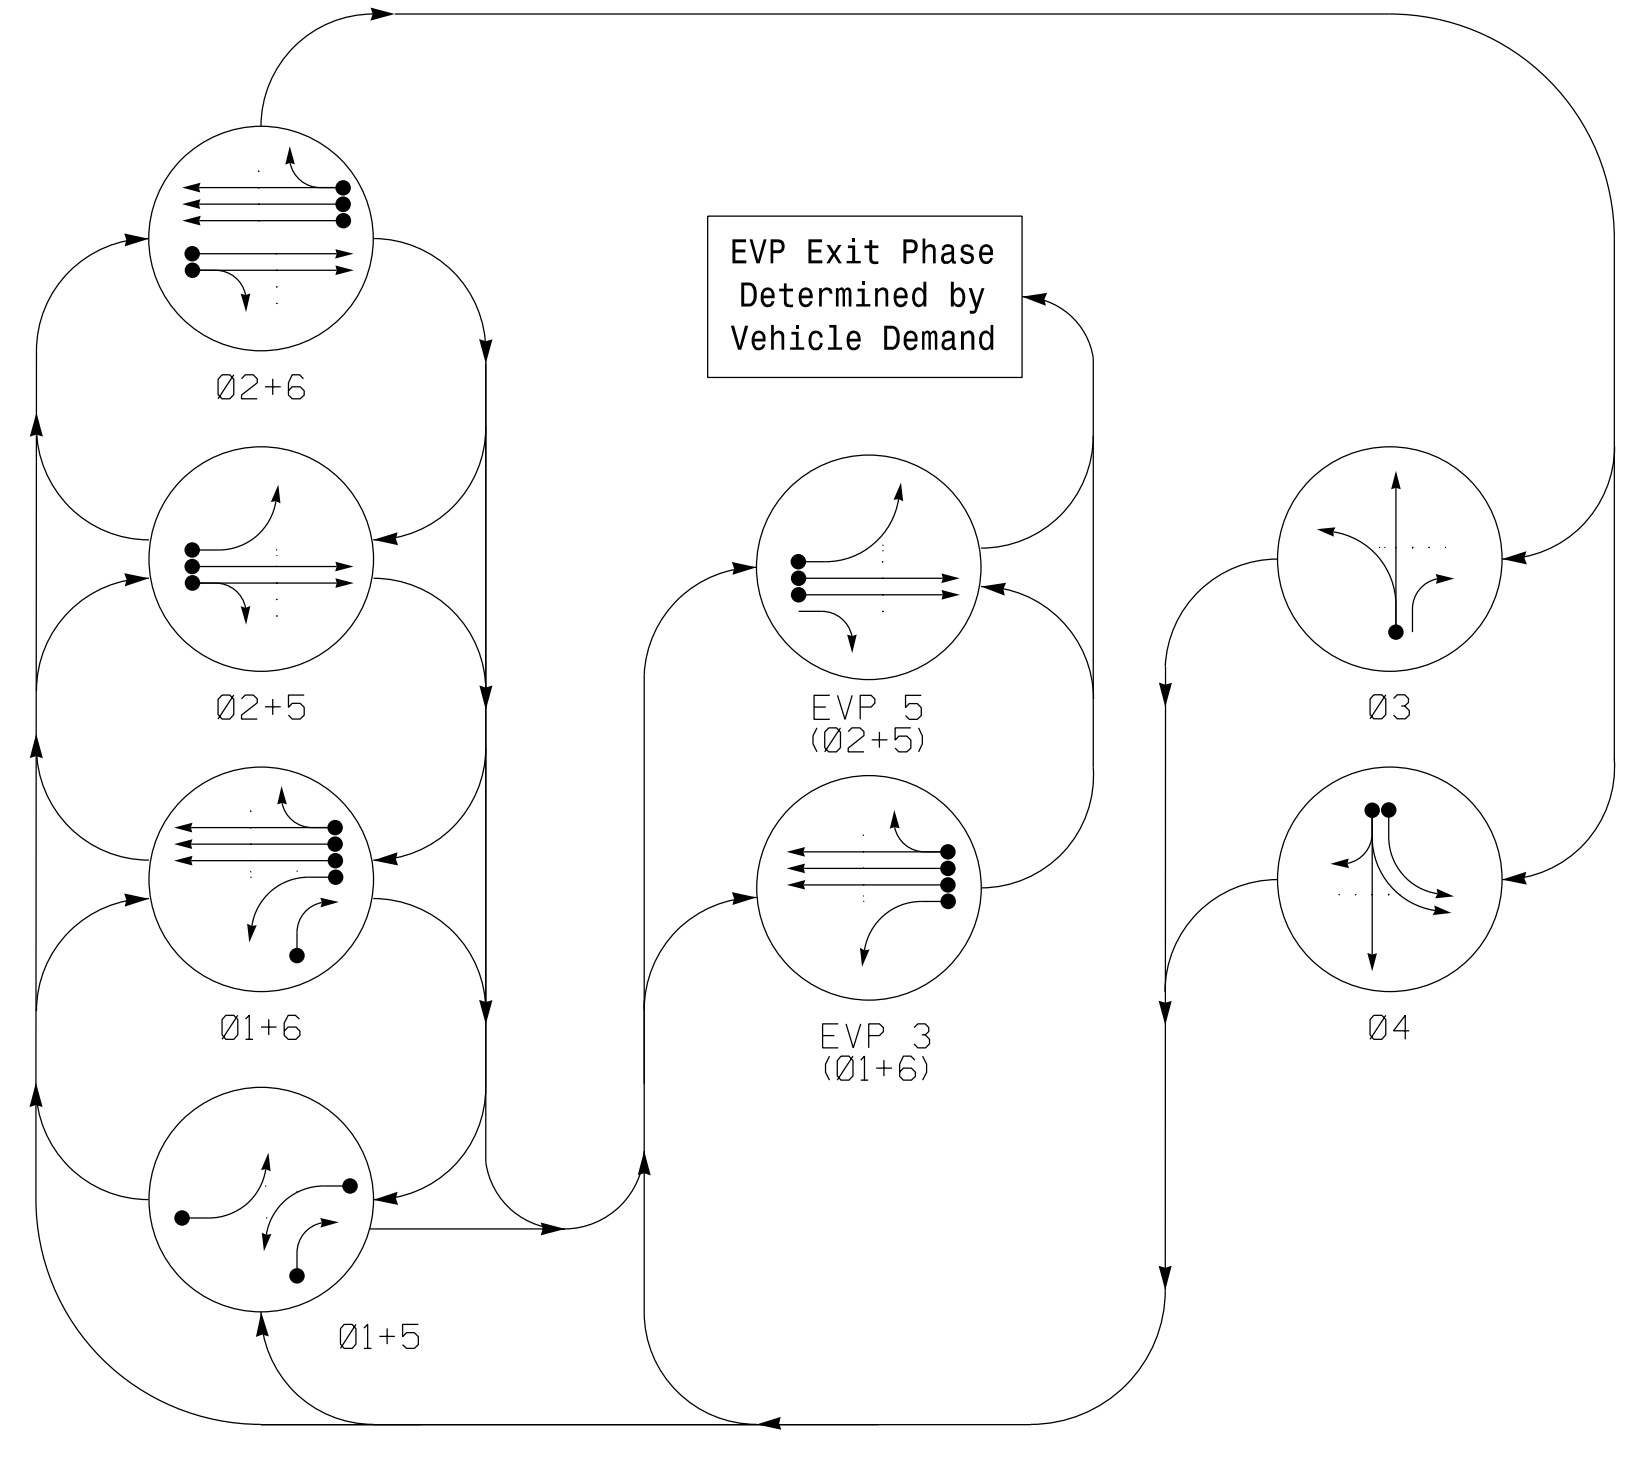 EVP Exit Phase
Determined by
Vehicle Demand
Ø2+6
Ø2+5
EVP 5
(Ø2+5)
Ø3
Ø1+6
EVP 3
(Ø1+6)
Ø4
Ø1+5